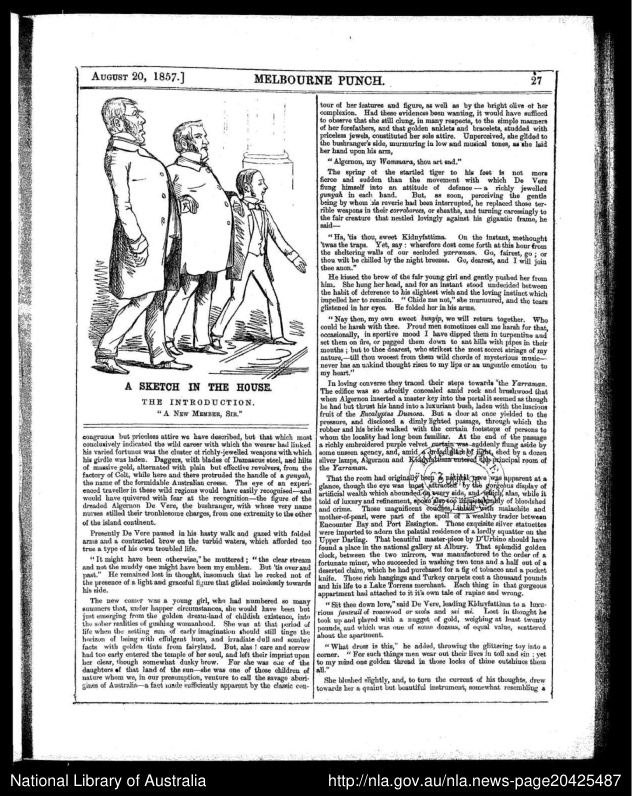 AUGUST 20, 1857.]
MELBOURNE PUNCH.
27
A SKETCH IN THE HOUSE.
THE INTRODUCTION.
"A NEW MEMBER, SIR."
congruous but priceless attire we have described, but that which most
conclusively indicated the wild career with which the wearer had linked
his varied fortunes was the cluster of richly-jewelled weapons with which
his girdle was laden. Daggers, with blades of Damascus steel, and hilts
of massive gold, alternated with plain but effective revolvers, from the
factory of Colt, while here and there protruded the handle of a gunyah,
the name of the formidable Australian creese. The eye of an experi-
enced traveller in these wild regions would have easily recognised—and
would have quivered with fear at the recognition—the figure of the
dreaded Algernon De Vere, the bushranger, with whose very name
nurses stilled their troublesome charges, from one extremity to the other
of the island continent.
Presently De Vere paused in his hasty walk and gazed with folded
arms and a contracted brow on the turbid waters, which afforded too
true a type of his own troubled life.
"It might have been otherwise," he muttered; "the clear stream
and not the muddy one might have been my emblem. But 'tis over and
past." He remained lost in thought, insomuch that he recked not of
the presence of a light and graceful figure that glided noiselessly towards
his side.
The new comer was a young girl, who had numbered so many
summers that, under happier circumstances, she would have been but
just emerging from the golden dream-land of childish existence, into
the sober realities of gushing womanhood. She was at that period of
life when the setting sun of early imagination should still tinge the
horizon of being with effulgent hues, and irradiate dull and sombre
facts with golden tints from fairyland. But, alas! care and sorrow
had too early entered the temple of her soul, and left their imprint upon
her clear, though somewhat dusky brow. For she was one of the
daughters of that land of the sun—she was one of those children of
nature whom we, in our presumption, venture to call the savage abori-
gines of Australia—a fact made sufficiently apparent by the classic con-
tour of her features and figure, as well as by the bright olive of her
complexion. Had these evidences been wanting, it would have sufficed
to observe that she still clung, in many respects, to the simple manners
of her forefathers, and that golden anklets and bracelets, studded with
priceless jewels, constituted her sole attire. Unperceived, she glided to
the bushranger's side, murmuring in low and musical tones, as she laid
her hand upon his arm,
"Algernon, my Wammara, thou art sad."
The spring of the startled tiger to his feet is not more
fierce and sudden than the movement with which De Vere
flung himself into an attitude of defence—a richly jewelled
gunyah in each hand. But, as soon, perceiving the gentle
being by whom his reverie had been interrupted, he replaced those ter-
rible weapons in their corrobories, or sheaths, and turning caressingly to
the fair creature that nestled lovingly against his gigantic frame, he
said—
"Ha, 'tis thou, sweet Kidnyfattima. On the instant, methought
'twas the traps. Yet, say: wherefore dost come forth at this hour from
the sheltering walls of our secluded yarraman. Go, fairest, go; or
thou wilt be chilled by the night breezes. Go, dearest, and I will join
thee anon."
He kissed the brow of the fair young girl and gently pushed her from
him. She hung her head, and for an instant stood undecided between
the habit of deference to his slightest wish and the loving instinct which
impelled her to remain. "Chide me not," she murmured, and the tears
glistened in her eyes. He folded her in his arms.
"Nay then, my own sweet bunyip, we will return together. Who
could be harsh with thee. Proud men sometimes call me harsh for that,
occasionally, in sportive mood I have dipped them in turpentine and
set them on fire, or pegged them down to ant hills with pipes in their
mouths; but to thee dearest, who strikest the most secret strings of my
nature,—till thou wooest from them wild chords of mysterious music—
never has an unkind thought risen to my lips or an ungentle emotion to
my heart."
In loving converse they traced their steps towards the Yarraman.
The edifice was so adroitly concealed amid rock and brushwood that
when Algernon inserted a master key into the portal it seemed as though
he had but thrust his hand into a luxuriant bush, laden with the luscious
fruit of the Eucalyptus Dumosa. But a door at once yielded to the
pressure, and disclosed a dimly lighted passage, through which the
robber and his bride walked with the certain footsteps of persons to
whom the locality had long been familiar. At the end of the passage
a richly embroidered purple velvet curtain was suddenly flung aside by
some unseen agency, and, amid a broad flash of light, shed by a dozen
silver lamps, Algernon and Kidnyfattima entered the principal room of
the Yarraman.
That the room had originally been a natural cave was apparent at a
glance, though the eye was most attracted by the gorgeous display of
artificial wealth which abounded on every side, and which, alas, while it
told of luxury and refinement, spoke also too unmistakably of bloodshed
and crime. Those magnificent couches, inlaid with malachite and
mother-of-pearl, were part of the spoil of a wealthy trader between
Encounter Bay and Port Essington. Those exquisite silver statuettes
were imported to adorn the palatial residence of a lordly squatter on the
Upper Darling. That beautiful master-piece by D'Urbino should have
found a place in the national gallery at Albury. That splendid golden
clock, between the two mirrors, was manufactured to the order of a
fortunate miner, who succeeded in washing two tons and a half out of a
deserted claim, which he had purchased for a fig of tobacco and a pocket
knife. Those rich hangings and Turkey carpets cost a thousand pounds
and his life to a Lake Torrens merchant. Each thing in that gorgeous
apartment had attached to it it's own tale of rapine and wrong.
"Sit thee down love," said De Vere, leading Kidnyfattima to a luxu-
rious fauteuil of rosewood or mola and sei mi. Lost in thought he
took up and played with a nugget of gold, weighing at least twenty
pounds, and which was one of some dozens, of equal value, scattered
about the apartment.
"What dross is this," he added, throwing the glittering toy into a
corner. "For such things men wear out their lives in toil and sin; yet
to my mind one golden thread in those locks of thine outshines them
all."
She blushed slightly, and, to turn the current of his thoughts, drew
towards her a quaint but beautiful instrument, somewhat resembling a
National Library of Australia
http://nla.gov.au/nla.news-page20425487